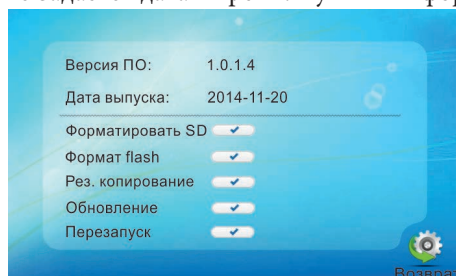 Версия ПО: 1.0.1.4
Дата выпуска: 2014-11-20
Форматировать SD
Формат flash
Рез. копирование
Обновление
Перезапуск